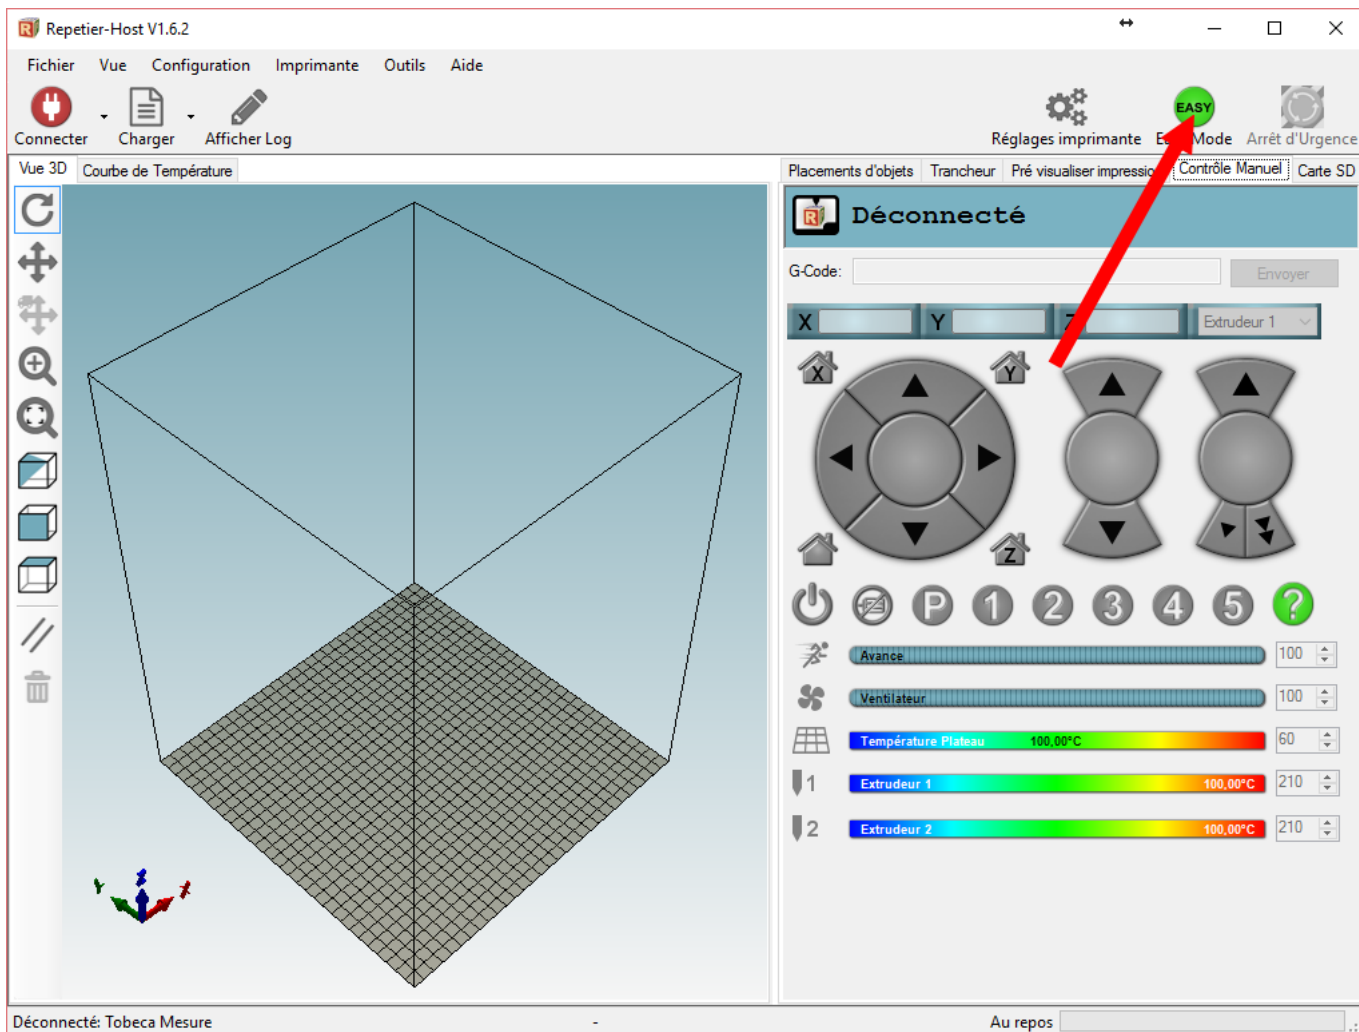 Repetier-Host V1.6.2
Fichier Vue Configuration Imprimante Outils Aide
EASY
Connecter Charger Afficher Log Réglages imprimante Mode Arrêt d'Urgence
Vue 3D Courbe de Température Placements d'objets Trancheur Pré visualiser Contrôle Manuel Carte SD
R Déconnecté
G-Code: Envoyer
X Y Z Extrudeur 1
X Y
Z
P 1 2 3 4 5 ?
Avance 100
Ventilateur 100
Température Plateau 100,00°C 60
1 Extrudeur 1 100,00°C 210
2 Extrudeur 2 100,00°C 210
Y Z X
Déconnecté: Tobeca Mesure - Au repos